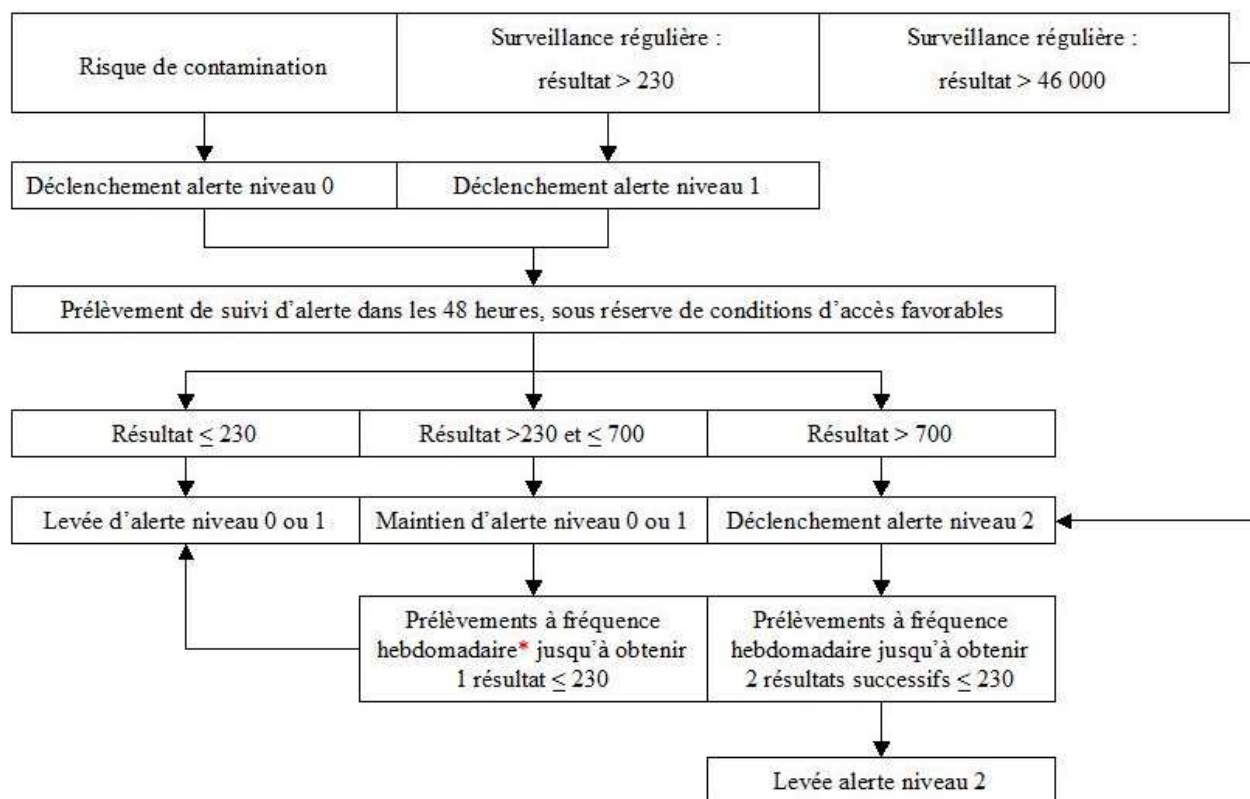 Risque de contamination
Surveillance régulière :
résultat > 230
Surveillance régulière :
résultat > 46 000
Déclenchement alerte niveau 0
Déclenchement alerte niveau 1
Prélèvement de suivi d'alerte dans les 48 heures, sous réserve de conditions d'accès favorables
Résultat ≤ 230
Résultat >230 et ≤ 700
Résultat > 700
Levée d'alerte niveau 0 ou 1
Maintien d'alerte niveau 0 ou 1
Déclenchement alerte niveau 2
Prélèvements à fréquence
hebdomadaire* jusqu'à obtenir
1 résultat ≤ 230
Prélèvements à fréquence
hebdomadaire jusqu'à obtenir
2 résultats successifs ≤ 230
Levée alerte niveau 2